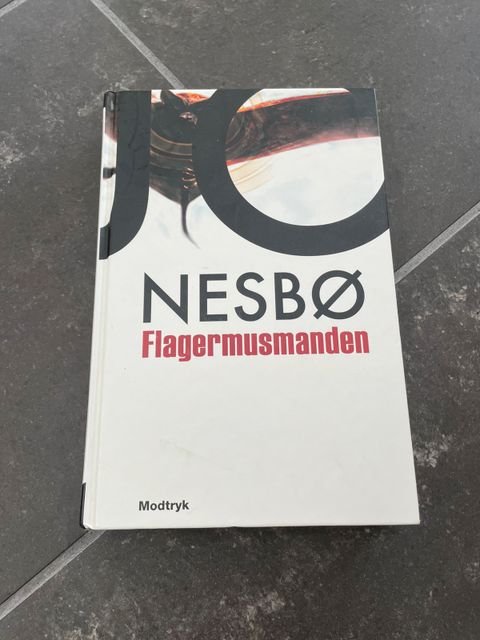 JO
NESBØ
Flagermusmanden
Modtryk